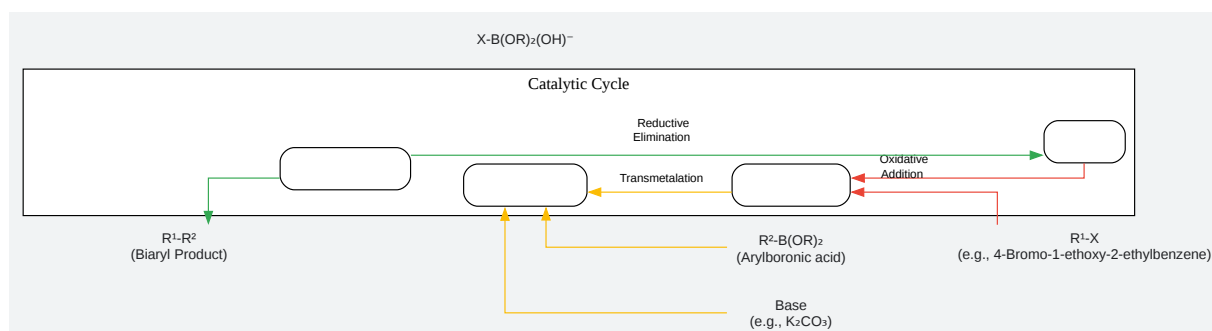 X-B(OR)₂(OH)⁻
Catalytic Cycle
Reductive
Elimination
Oxidative
Addition
Transmetalation
R¹-R²
(Biaryl Product)
R²-B(OR)₂
(Arylboronic acid)
R¹-X
(e.g., 4-Bromo-1-ethoxy-2-ethylbenzene)
Base
(e.g., K₂CO₃)